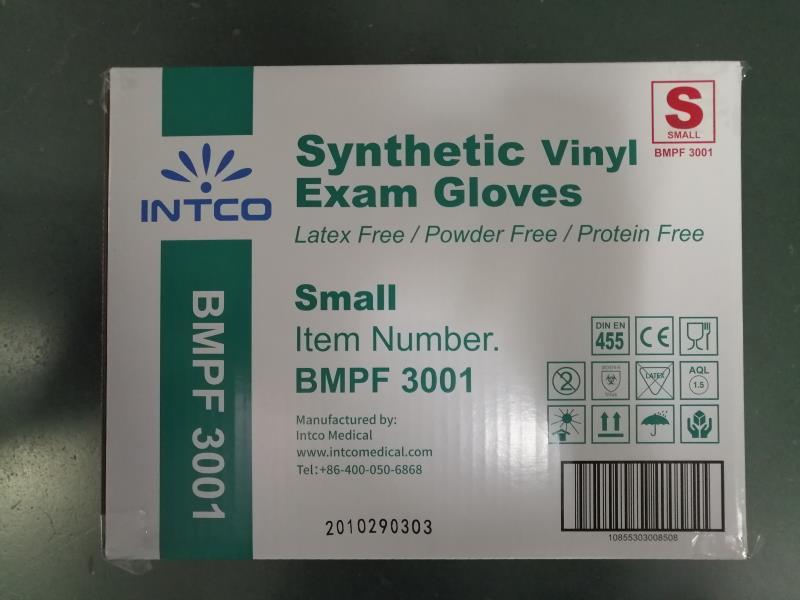 INTCO
BMPF 3001
Synthetic Vinyl
Exam Gloves
Latex Free / Powder Free / Protein Free
S
SMALL
BMPF 3001
Small
Item Number.
BMPF 3001
Manufactured by:
Intco Medical
www.intcomedical.com
Tel:+86-400-050-6868
2010290303
DIN EN
455
CE
2
LATEX
AQL
1.5
10855303008508